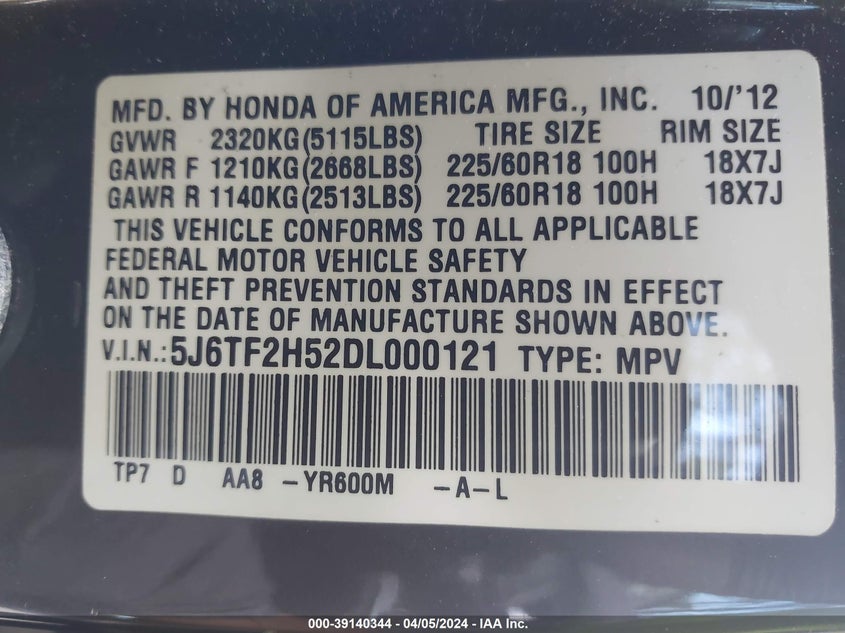 MFD. BY HONDA OF AMERICA MFG., INC. 10/'12
GVWR 2320KG(5115LBS) TIRE SIZE RIM SIZE
GAWR F 1210KG(2668LBS) 225/60R18 100H 18X7J
GAWR R 1140KG(2513LBS) 225/60R18 100H 18X7J
THIS VEHICLE CONFORMS TO ALL APPLICABLE
FEDERAL MOTOR VEHICLE SAFETY
AND THEFT PREVENTION STANDARDS IN EFFECT
ON THE DATE OF MANUFACTURE SHOWN ABOVE.
V.I.N.:5J6TF2H52DL000121 TYPE: MPV
TP7 D AA8 -YR600M -A-L
000-39140344 - 04/05/2024 - IAA Inc.